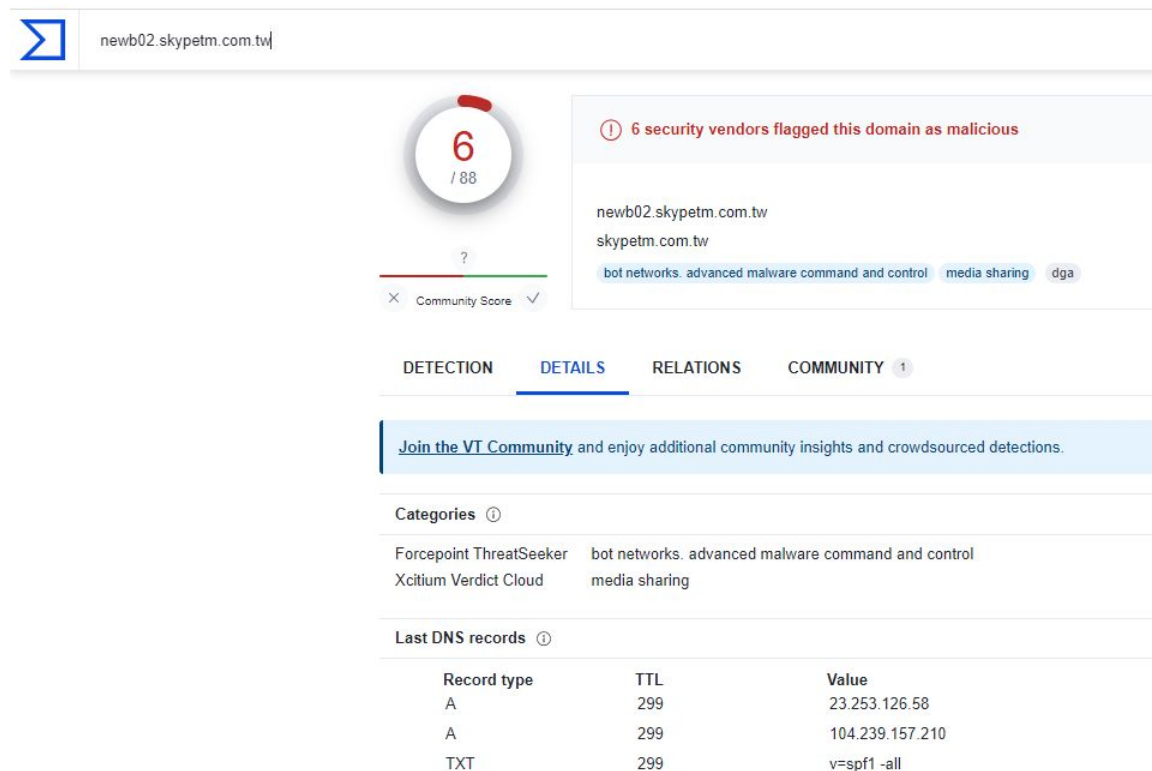 newb02.skypetm.com.tw
6
/ 88
?
Community Score
6 security vendors flagged this domain as malicious
newb02.skypetm.com.tw
skypetm.com.tw
bot networks. advanced malware command and control media sharing dga
DETECTION DETAILS RELATIONS COMMUNITY 1
Join the VT Community and enjoy additional community insights and crowdsourced detections.
Categories
Forcepoint ThreatSeeker bot networks. advanced malware command and control
Xcitium Verdict Cloud media sharing
Last DNS records
Record type TTL Value
A 299 23.253.126.58
A 299 104.239.157.210
TXT 299 v=spf1 -all